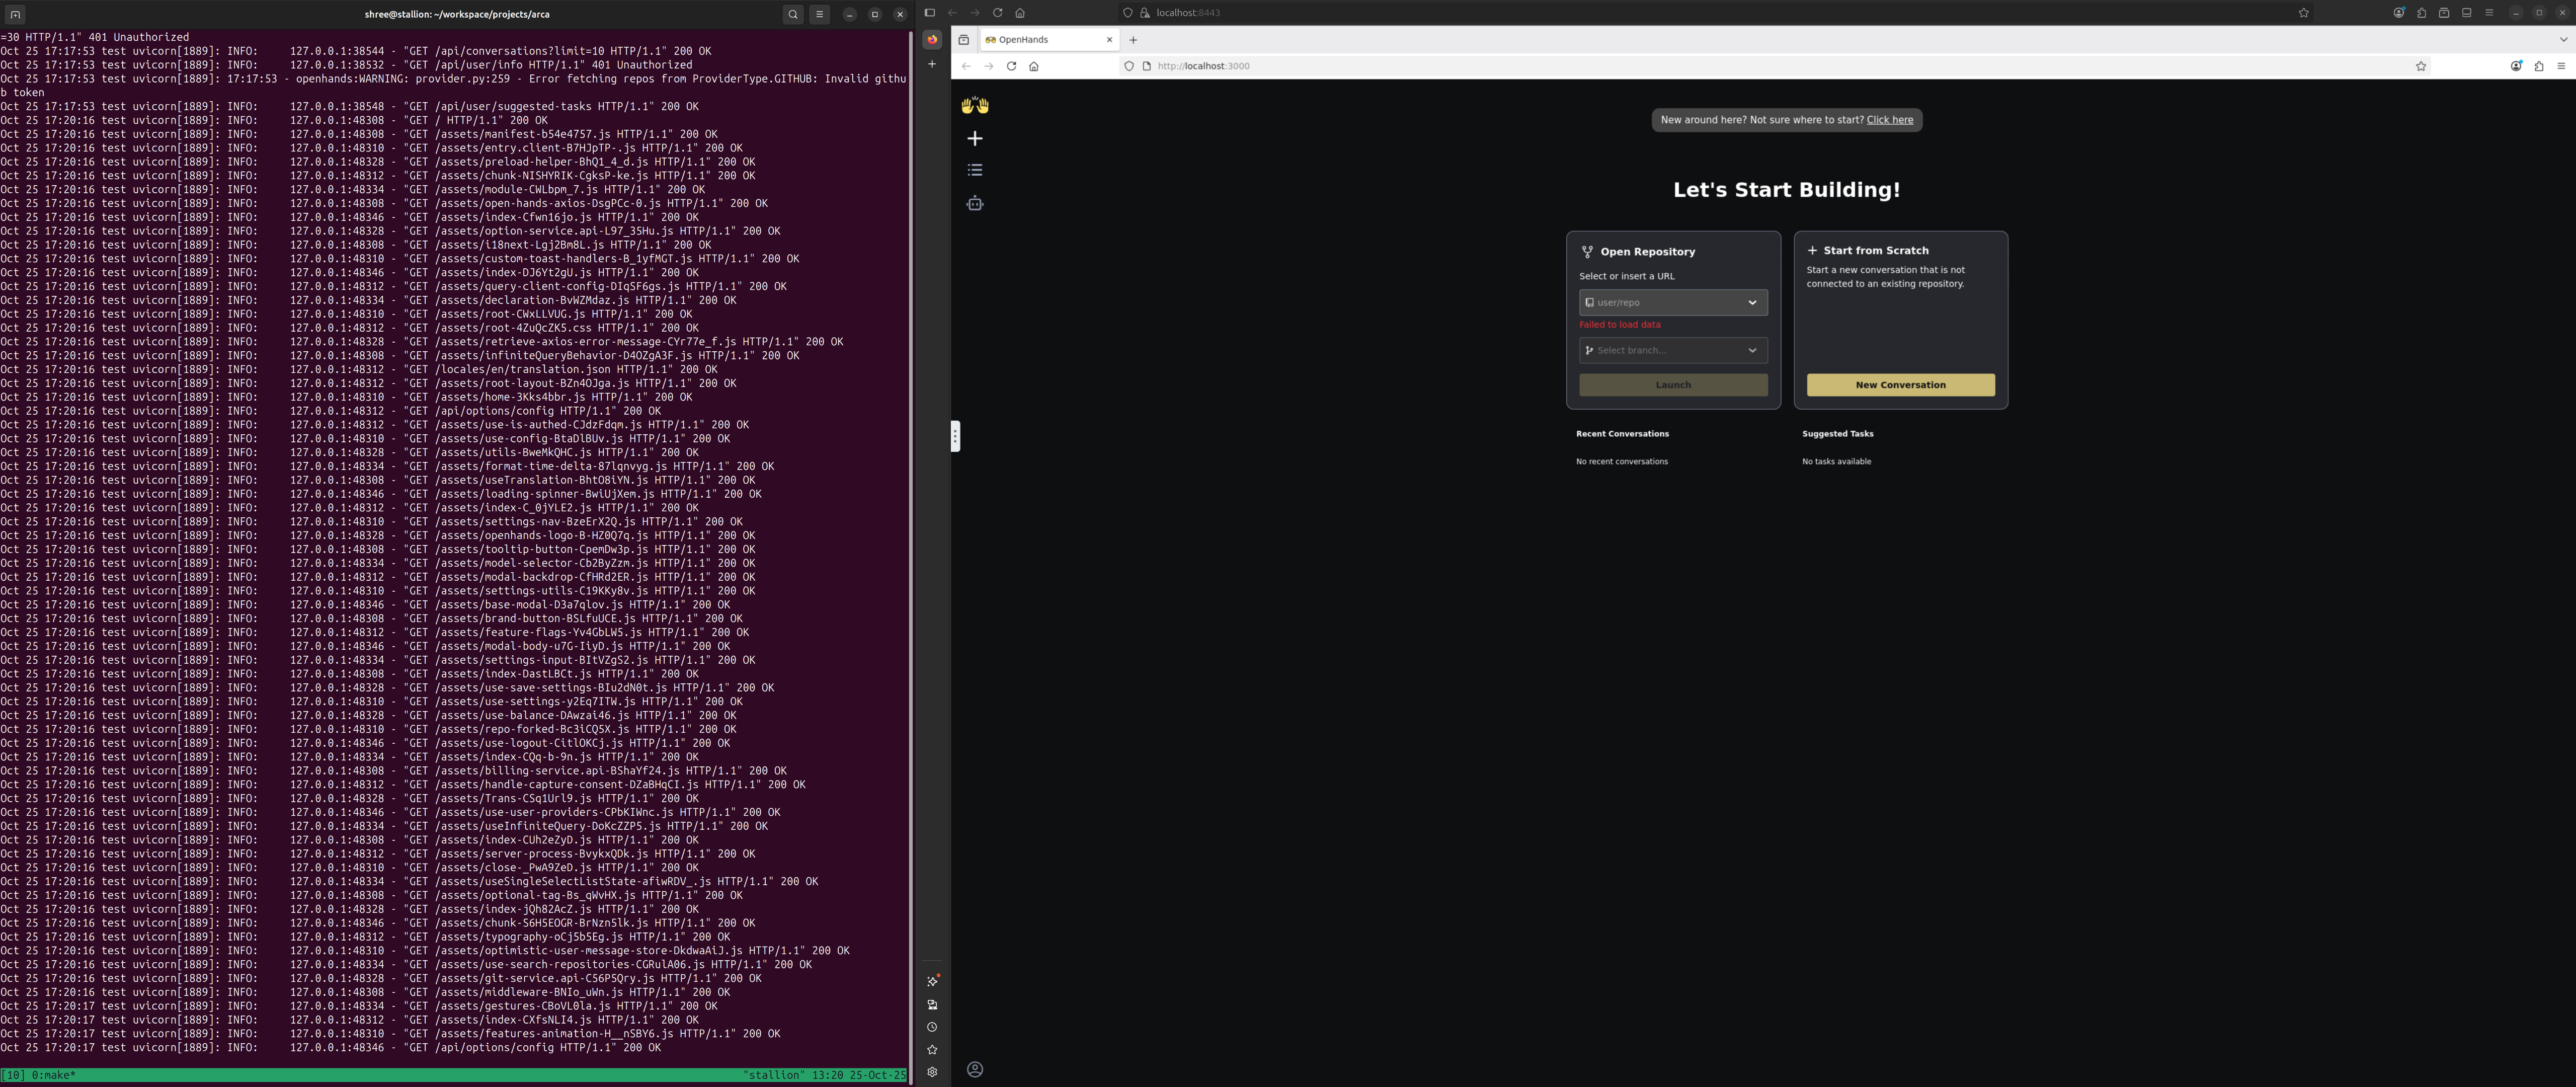 shree@stallion: ~/workspace/projects/arca
=30 HTTP/1.1" 401 Unauthorized
Oct 25 17:17:53 test uvicorn[1889]: INFO:     127.0.0.1:38544 - "GET /api/conversations?limit=10 HTTP/1.1" 200 OK
Oct 25 17:17:53 test uvicorn[1889]: INFO:     127.0.0.1:38532 - "GET /api/user/info HTTP/1.1" 401 Unauthorized
Oct 25 17:17:53 test uvicorn[1889]: 17:17:53 - openhands:WARNING: provider.py:259 - Error fetching repos from ProviderType.GITHUB: Invalid githu
b token
Oct 25 17:17:53 test uvicorn[1889]: INFO:     127.0.0.1:38548 - "GET /api/user/suggested-tasks HTTP/1.1" 200 OK
Oct 25 17:20:16 test uvicorn[1889]: INFO:     127.0.0.1:48308 - "GET / HTTP/1.1" 200 OK
Oct 25 17:20:16 test uvicorn[1889]: INFO:     127.0.0.1:48308 - "GET /assets/manifest-b54e4757.js HTTP/1.1" 200 OK
Oct 25 17:20:16 test uvicorn[1889]: INFO:     127.0.0.1:48310 - "GET /assets/entry.client-B7HJpTP-.js HTTP/1.1" 200 OK
Oct 25 17:20:16 test uvicorn[1889]: INFO:     127.0.0.1:48328 - "GET /assets/preload-helper-BhQ1_4_d.js HTTP/1.1" 200 OK
Oct 25 17:20:16 test uvicorn[1889]: INFO:     127.0.0.1:48312 - "GET /assets/chunk-NISHYRIK-CgksP-ke.js HTTP/1.1" 200 OK
Oct 25 17:20:16 test uvicorn[1889]: INFO:     127.0.0.1:48334 - "GET /assets/module-CWLbpm_7.js HTTP/1.1" 200 OK
Oct 25 17:20:16 test uvicorn[1889]: INFO:     127.0.0.1:48308 - "GET /assets/open-hands-axios-DsgPCc-0.js HTTP/1.1" 200 OK
Oct 25 17:20:16 test uvicorn[1889]: INFO:     127.0.0.1:48346 - "GET /assets/index-Cfwn16jo.js HTTP/1.1" 200 OK
Oct 25 17:20:16 test uvicorn[1889]: INFO:     127.0.0.1:48328 - "GET /assets/option-service.api-L97_35Hu.js HTTP/1.1" 200 OK
Oct 25 17:20:16 test uvicorn[1889]: INFO:     127.0.0.1:48308 - "GET /assets/i18next-Lgj2Bm8L.js HTTP/1.1" 200 OK
Oct 25 17:20:16 test uvicorn[1889]: INFO:     127.0.0.1:48310 - "GET /assets/custom-toast-handlers-B_1yfMGT.js HTTP/1.1" 200 OK
Oct 25 17:20:16 test uvicorn[1889]: INFO:     127.0.0.1:48346 - "GET /assets/index-DJ6Yt2gU.js HTTP/1.1" 200 OK
Oct 25 17:20:16 test uvicorn[1889]: INFO:     127.0.0.1:48312 - "GET /assets/query-client-config-DIqSF6gs.js HTTP/1.1" 200 OK
Oct 25 17:20:16 test uvicorn[1889]: INFO:     127.0.0.1:48334 - "GET /assets/declaration-BvWZMdaz.js HTTP/1.1" 200 OK
Oct 25 17:20:16 test uvicorn[1889]: INFO:     127.0.0.1:48310 - "GET /assets/root-CWxLLVUG.js HTTP/1.1" 200 OK
Oct 25 17:20:16 test uvicorn[1889]: INFO:     127.0.0.1:48312 - "GET /assets/root-4ZuQcZK5.css HTTP/1.1" 200 OK
Oct 25 17:20:16 test uvicorn[1889]: INFO:     127.0.0.1:48328 - "GET /assets/retrieve-axios-error-message-CYr77e_f.js HTTP/1.1" 200 OK
Oct 25 17:20:16 test uvicorn[1889]: INFO:     127.0.0.1:48308 - "GET /assets/infiniteQueryBehavior-D4OZgA3F.js HTTP/1.1" 200 OK
Oct 25 17:20:16 test uvicorn[1889]: INFO:     127.0.0.1:48312 - "GET /locales/en/translation.json HTTP/1.1" 200 OK
Oct 25 17:20:16 test uvicorn[1889]: INFO:     127.0.0.1:48312 - "GET /assets/root-layout-BZn4OJga.js HTTP/1.1" 200 OK
Oct 25 17:20:16 test uvicorn[1889]: INFO:     127.0.0.1:48310 - "GET /assets/home-3Kks4bbr.js HTTP/1.1" 200 OK
Oct 25 17:20:16 test uvicorn[1889]: INFO:     127.0.0.1:48312 - "GET /api/options/config HTTP/1.1" 200 OK
Oct 25 17:20:16 test uvicorn[1889]: INFO:     127.0.0.1:48312 - "GET /assets/use-is-authed-CJdzFdqm.js HTTP/1.1" 200 OK
Oct 25 17:20:16 test uvicorn[1889]: INFO:     127.0.0.1:48310 - "GET /assets/use-config-BtaDlBUv.js HTTP/1.1" 200 OK
Oct 25 17:20:16 test uvicorn[1889]: INFO:     127.0.0.1:48328 - "GET /assets/utils-BweMkQHC.js HTTP/1.1" 200 OK
Oct 25 17:20:16 test uvicorn[1889]: INFO:     127.0.0.1:48334 - "GET /assets/format-time-delta-87lqnvyg.js HTTP/1.1" 200 OK
Oct 25 17:20:16 test uvicorn[1889]: INFO:     127.0.0.1:48308 - "GET /assets/useTranslation-BhtO8iYN.js HTTP/1.1" 200 OK
Oct 25 17:20:16 test uvicorn[1889]: INFO:     127.0.0.1:48346 - "GET /assets/loading-spinner-BwiUjXem.js HTTP/1.1" 200 OK
Oct 25 17:20:16 test uvicorn[1889]: INFO:     127.0.0.1:48312 - "GET /assets/index-C_0jYLE2.js HTTP/1.1" 200 OK
Oct 25 17:20:16 test uvicorn[1889]: INFO:     127.0.0.1:48310 - "GET /assets/settings-nav-BzeErX2Q.js HTTP/1.1" 200 OK
Oct 25 17:20:16 test uvicorn[1889]: INFO:     127.0.0.1:48328 - "GET /assets/openhands-logo-B-HZ0Q7q.js HTTP/1.1" 200 OK
Oct 25 17:20:16 test uvicorn[1889]: INFO:     127.0.0.1:48308 - "GET /assets/tooltip-button-CpemDw3p.js HTTP/1.1" 200 OK
Oct 25 17:20:16 test uvicorn[1889]: INFO:     127.0.0.1:48334 - "GET /assets/model-selector-Cb2ByZzm.js HTTP/1.1" 200 OK
Oct 25 17:20:16 test uvicorn[1889]: INFO:     127.0.0.1:48312 - "GET /assets/modal-backdrop-CfHRd2ER.js HTTP/1.1" 200 OK
Oct 25 17:20:16 test uvicorn[1889]: INFO:     127.0.0.1:48310 - "GET /assets/settings-utils-C19KKy8v.js HTTP/1.1" 200 OK
Oct 25 17:20:16 test uvicorn[1889]: INFO:     127.0.0.1:48346 - "GET /assets/base-modal-D3a7qlov.js HTTP/1.1" 200 OK
Oct 25 17:20:16 test uvicorn[1889]: INFO:     127.0.0.1:48308 - "GET /assets/brand-button-BSLfuUCE.js HTTP/1.1" 200 OK
Oct 25 17:20:16 test uvicorn[1889]: INFO:     127.0.0.1:48312 - "GET /assets/feature-flags-Yv4GbLW5.js HTTP/1.1" 200 OK
Oct 25 17:20:16 test uvicorn[1889]: INFO:     127.0.0.1:48346 - "GET /assets/modal-body-u7G-IiyD.js HTTP/1.1" 200 OK
Oct 25 17:20:16 test uvicorn[1889]: INFO:     127.0.0.1:48334 - "GET /assets/settings-input-BItVZgS2.js HTTP/1.1" 200 OK
Oct 25 17:20:16 test uvicorn[1889]: INFO:     127.0.0.1:48308 - "GET /assets/index-DastLBCt.js HTTP/1.1" 200 OK
Oct 25 17:20:16 test uvicorn[1889]: INFO:     127.0.0.1:48328 - "GET /assets/use-save-settings-BIu2dN0t.js HTTP/1.1" 200 OK
Oct 25 17:20:16 test uvicorn[1889]: INFO:     127.0.0.1:48310 - "GET /assets/use-settings-y2Eq7ITW.js HTTP/1.1" 200 OK
Oct 25 17:20:16 test uvicorn[1889]: INFO:     127.0.0.1:48328 - "GET /assets/use-balance-DAwzai46.js HTTP/1.1" 200 OK
Oct 25 17:20:16 test uvicorn[1889]: INFO:     127.0.0.1:48310 - "GET /assets/repo-forked-Bc3iCQ5X.js HTTP/1.1" 200 OK
Oct 25 17:20:16 test uvicorn[1889]: INFO:     127.0.0.1:48346 - "GET /assets/use-logout-CitlOKCj.js HTTP/1.1" 200 OK
Oct 25 17:20:16 test uvicorn[1889]: INFO:     127.0.0.1:48334 - "GET /assets/index-CQq-b-9n.js HTTP/1.1" 200 OK
Oct 25 17:20:16 test uvicorn[1889]: INFO:     127.0.0.1:48308 - "GET /assets/billing-service.api-BShaYf24.js HTTP/1.1" 200 OK
Oct 25 17:20:16 test uvicorn[1889]: INFO:     127.0.0.1:48312 - "GET /assets/handle-capture-consent-DZaBHqCI.js HTTP/1.1" 200 OK
Oct 25 17:20:16 test uvicorn[1889]: INFO:     127.0.0.1:48328 - "GET /assets/Trans-CSq1Url9.js HTTP/1.1" 200 OK
Oct 25 17:20:16 test uvicorn[1889]: INFO:     127.0.0.1:48346 - "GET /assets/use-user-providers-CPbKIWnc.js HTTP/1.1" 200 OK
Oct 25 17:20:16 test uvicorn[1889]: INFO:     127.0.0.1:48334 - "GET /assets/useInfiniteQuery-DoKcZZP5.js HTTP/1.1" 200 OK
Oct 25 17:20:16 test uvicorn[1889]: INFO:     127.0.0.1:48308 - "GET /assets/index-CUh2eZyD.js HTTP/1.1" 200 OK
Oct 25 17:20:16 test uvicorn[1889]: INFO:     127.0.0.1:48312 - "GET /assets/server-process-BvykxQDk.js HTTP/1.1" 200 OK
Oct 25 17:20:16 test uvicorn[1889]: INFO:     127.0.0.1:48310 - "GET /assets/close-_PwA9ZeD.js HTTP/1.1" 200 OK
Oct 25 17:20:16 test uvicorn[1889]: INFO:     127.0.0.1:48334 - "GET /assets/useSingleSelectListState-afiwRDV_.js HTTP/1.1" 200 OK
Oct 25 17:20:16 test uvicorn[1889]: INFO:     127.0.0.1:48308 - "GET /assets/optional-tag-Bs_qWvHX.js HTTP/1.1" 200 OK
Oct 25 17:20:16 test uvicorn[1889]: INFO:     127.0.0.1:48328 - "GET /assets/index-jQh82AcZ.js HTTP/1.1" 200 OK
Oct 25 17:20:16 test uvicorn[1889]: INFO:     127.0.0.1:48346 - "GET /assets/chunk-S6H5EOGR-BrNzn5lk.js HTTP/1.1" 200 OK
Oct 25 17:20:16 test uvicorn[1889]: INFO:     127.0.0.1:48312 - "GET /assets/typography-oCj5b5Eg.js HTTP/1.1" 200 OK
Oct 25 17:20:16 test uvicorn[1889]: INFO:     127.0.0.1:48310 - "GET /assets/optimistic-user-message-store-DkdwaAiJ.js HTTP/1.1" 200 OK
Oct 25 17:20:16 test uvicorn[1889]: INFO:     127.0.0.1:48334 - "GET /assets/use-search-repositories-CGRulA06.js HTTP/1.1" 200 OK
Oct 25 17:20:16 test uvicorn[1889]: INFO:     127.0.0.1:48328 - "GET /assets/git-service.api-CS6P5Qry.js HTTP/1.1" 200 OK
Oct 25 17:20:16 test uvicorn[1889]: INFO:     127.0.0.1:48308 - "GET /assets/middleware-BNIo_uWn.js HTTP/1.1" 200 OK
Oct 25 17:20:17 test uvicorn[1889]: INFO:     127.0.0.1:48334 - "GET /assets/gestures-CBoVL0la.js HTTP/1.1" 200 OK
Oct 25 17:20:17 test uvicorn[1889]: INFO:     127.0.0.1:48312 - "GET /assets/index-CXfsNLI4.js HTTP/1.1" 200 OK
Oct 25 17:20:17 test uvicorn[1889]: INFO:     127.0.0.1:48310 - "GET /assets/features-animation-H__nSBY6.js HTTP/1.1" 200 OK
Oct 25 17:20:17 test uvicorn[1889]: INFO:     127.0.0.1:48346 - "GET /api/options/config HTTP/1.1" 200 OK
[10] 0:make* "stallion" 13:20 25-Oct-25
localhost:8443
OpenHands
http://localhost:3000
New around here? Not sure where to start? Click here
Let's Start Building!
Open Repository
Select or insert a URL
user/repo
Failed to load data
Select branch...
Launch
Start from Scratch
Start a new conversation that is not
connected to an existing repository.
New Conversation
Recent Conversations
No recent conversations
Suggested Tasks
No tasks available